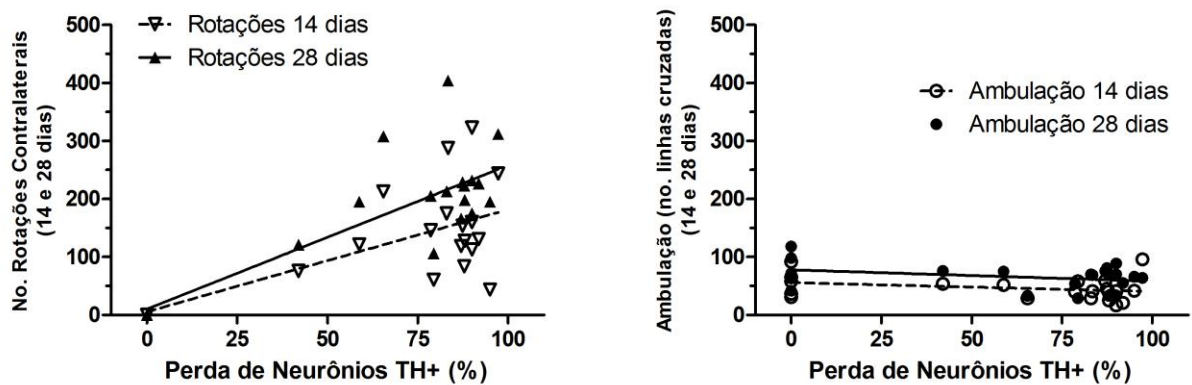 No. Rotações Contralaterais
(14 e 28 dias)
500
400
300
200
100
0
Rotações 14 dias
Rotações 28 dias
0
25
50
75
100
Perda de Neurônios TH+ (%)
Ambulação (no. linhas cruzadas)
(14 e 28 dias)
500
400
300
200
100
0
Ambulação 14 dias
Ambulação 28 dias
0
25
50
75
100
Perda de Neurônios TH+ (%)